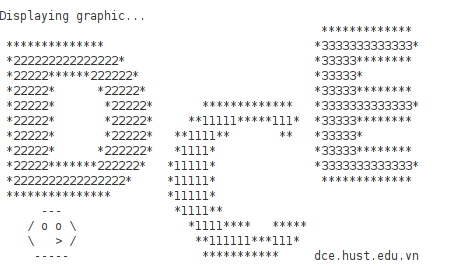 Displaying graphic...
                                              *************
 **************                              *3333333333333*
 *222222222222222*                           *33333********
 *22222******222222*                         *33333*
 *22222*      *22222*                        *33333********
 *22222*       *22222*       *************   *3333333333333*
 *22222*       *22222*     **11111*****111*  *33333********
 *22222*       *22222*   **1111**       **   *33333*
 *22222*      *222222*   *1111*              *33333********
 *22222*******222222*   *11111*              *3333333333333*
 *2222222222222222*     *11111*               *************
 ***************        *11111*
      ---                *1111**
    / o o \                *1111****   *****
    \   > /                 **111111***111*
     -----                   ***********     dce.hust.edu.vn